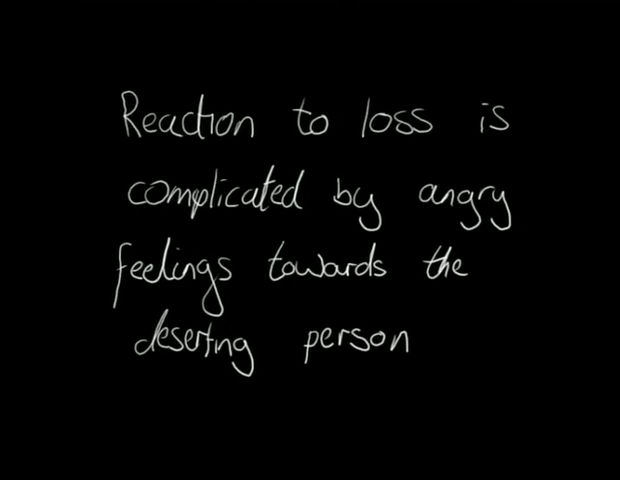 Reaction to loss is
complicated by angry
feelings towards the
deserting person